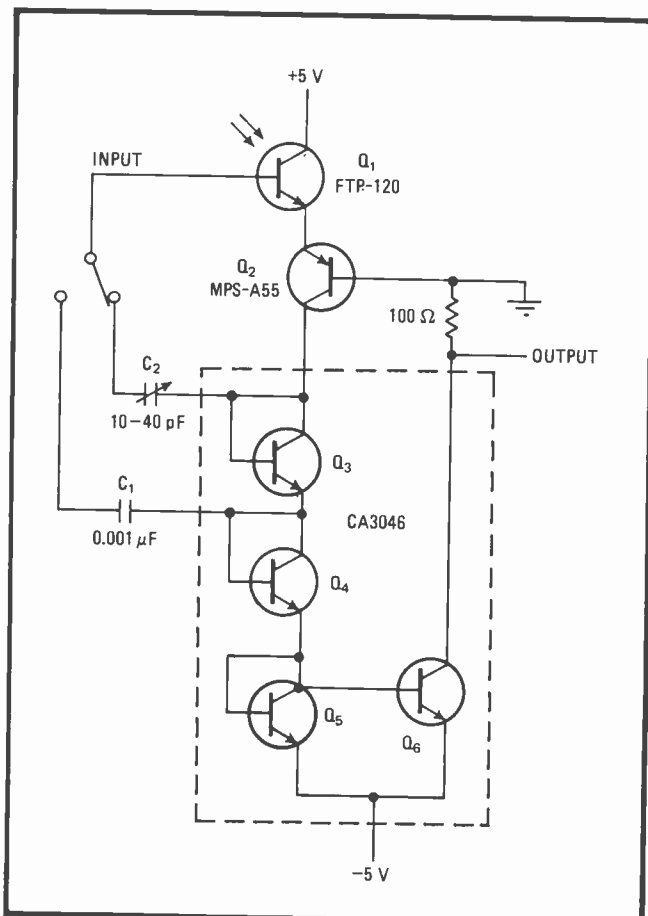 +5 V
INPUT
Q₁
FTP-120
Q₂
MPS-A55
100 Ω
OUTPUT
C₂
10–40 pF
Q₃
C₁
0.001 µF
CA3046
Q₄
Q₅
Q₆
–5 V